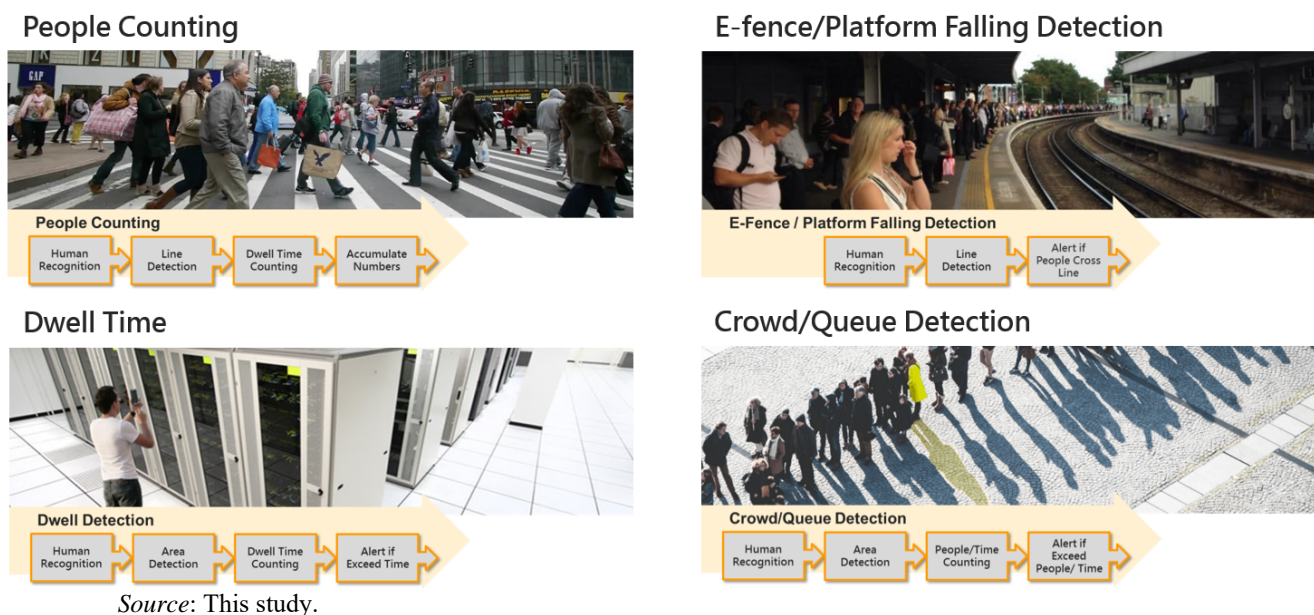 People Counting
GAP
People Counting
Human
Recognition
Line
Detection
Dwell Time
Counting
Accumulate
Numbers
E-fence/Platform Falling Detection
E-Fence / Platform Falling Detection
Human
Recognition
Line
Detection
Alert if
People Cross
Line
Dwell Time
Dwell Detection
Human
Recognition
Area
Detection
Dwell Time
Counting
Alert if
Exceed Time
Crowd/Queue Detection
Crowd/Queue Detection
Human
Recognition
Area
Detection
People/Time
Counting
Alert if
Exceed
People/ Time
Source: This study.